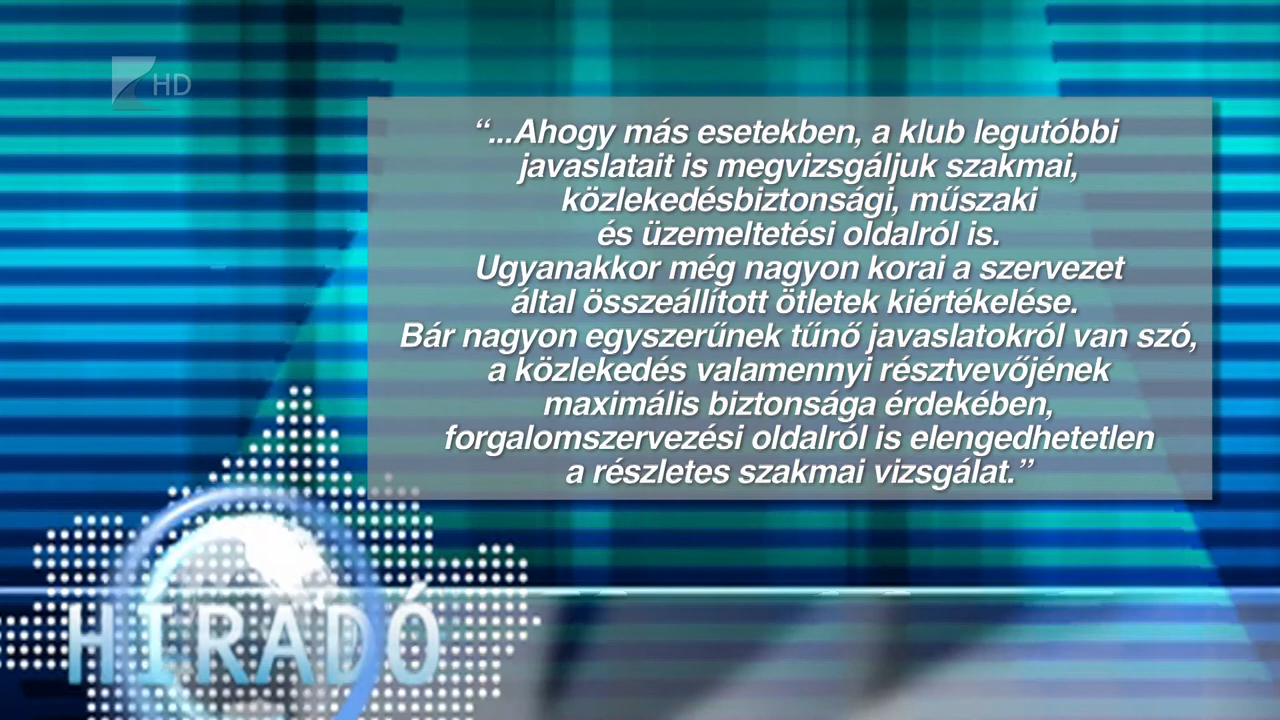 HD
“...Ahogy más esetekben, a klub legutóbbi
javaslatait is megvizsgáljuk szakmai,
közlekedésbiztonsági, műszaki
és üzemeltetési oldalról is.
Ugyanakkor még nagyon korai a szervezet
által összeállított ötletek kiértékelése.
Bár nagyon egyszerűnek tűnő javaslatokról van szó,
a közlekedés valamennyi résztvevőjének
maximális biztonsága érdekében,
forgalomszervezési oldalról is elengedhetetlen
a részletes szakmai vizsgálat.”
HÍRADÓ